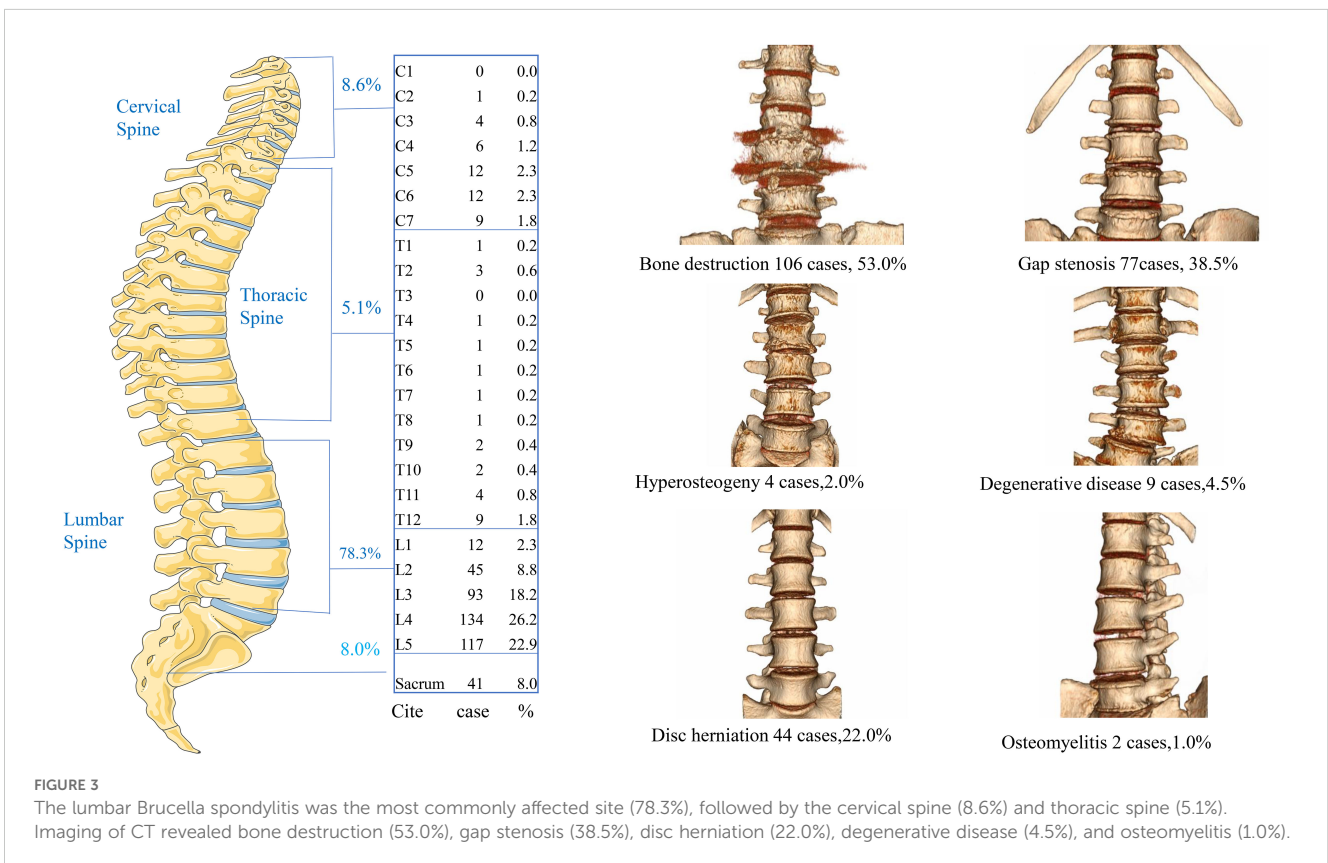 Cervical
Spine
Thoracic
Spine
Lumbar
Spine
8.6%
5.1%
78.3%
8.0%
C1 0 0.0
C2 1 0.2
C3 4 0.8
C4 6 1.2
C5 12 2.3
C6 12 2.3
C7 9 1.8
T1 1 0.2
T2 3 0.6
T3 0 0.0
T4 1 0.2
T5 1 0.2
T6 1 0.2
T7 1 0.2
T8 1 0.2
T9 2 0.4
T10 2 0.4
T11 4 0.8
T12 9 1.8
L1 12 2.3
L2 45 8.8
L3 93 18.2
L4 134 26.2
L5 117 22.9
Sacrum 41 8.0
Cite case %
Bone destruction 106 cases, 53.0%
Gap stenosis 77cases, 38.5%
Hyperosteogeny 4 cases,2.0%
Degenerative disease 9 cases,4.5%
Disc herniation 44 cases,22.0%
Osteomyelitis 2 cases,1.0%
FIGURE 3
The lumbar Brucella spondylitis was the most commonly affected site (78.3%), followed by the cervical spine (8.6%) and thoracic spine (5.1%).
Imaging of CT revealed bone destruction (53.0%), gap stenosis (38.5%), disc herniation (22.0%), degenerative disease (4.5%), and osteomyelitis (1.0%).